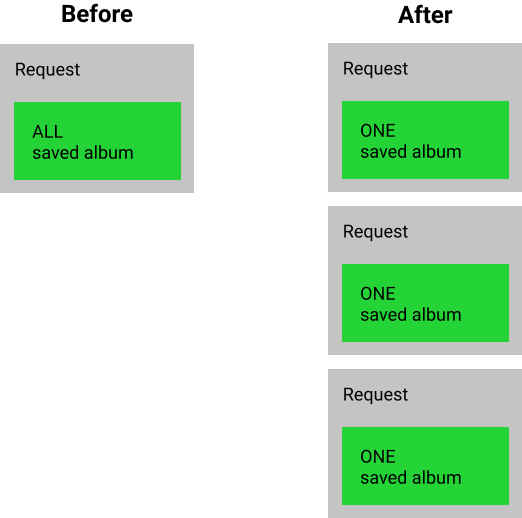 Before
After
Request
ALL
saved album
Request
ONE
saved album
Request
ONE
saved album
Request
ONE
saved album